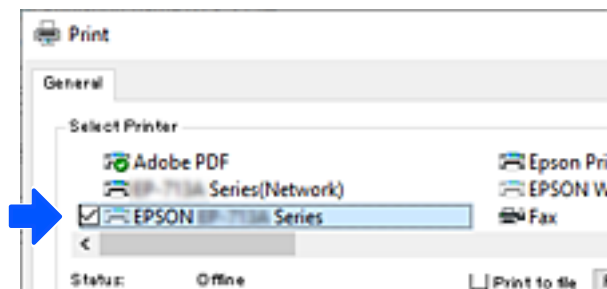 Print
General
Select Printer
Adobe PDF
Epson Pri
Series(Network)
EPSON W
EPSON Series
Fax
Status: Offline
Print to file